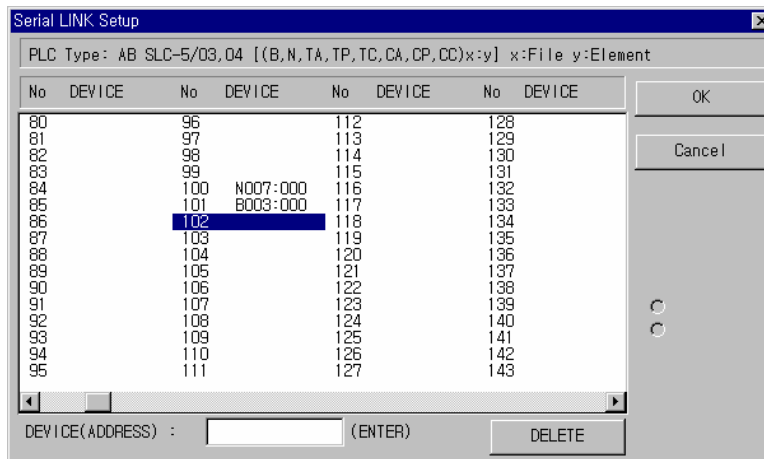 Serial LINK Setup
PLC Type: AB SLC-5/03,04 [(B,N,TA,TP,TC,CA,CP,CC)x:y] x:File y:Element
No DEVICE No DEVICE No DEVICE No DEVICE
OK
80 96 112 128
81 97 113 129
Cancel
82 98 114 130
83 99 115 131
84 100 N007:000 116 132
85 101 B003:000 117 133
86 102 118 134
87 103 119 135
88 104 120 136
89 105 121 137
90 106 122 138
91 107 123 139
92 108 124 140
93 109 125 141
94 110 126 142
95 111 127 143
DEVICE(ADDRESS) : (ENTER) DELETE